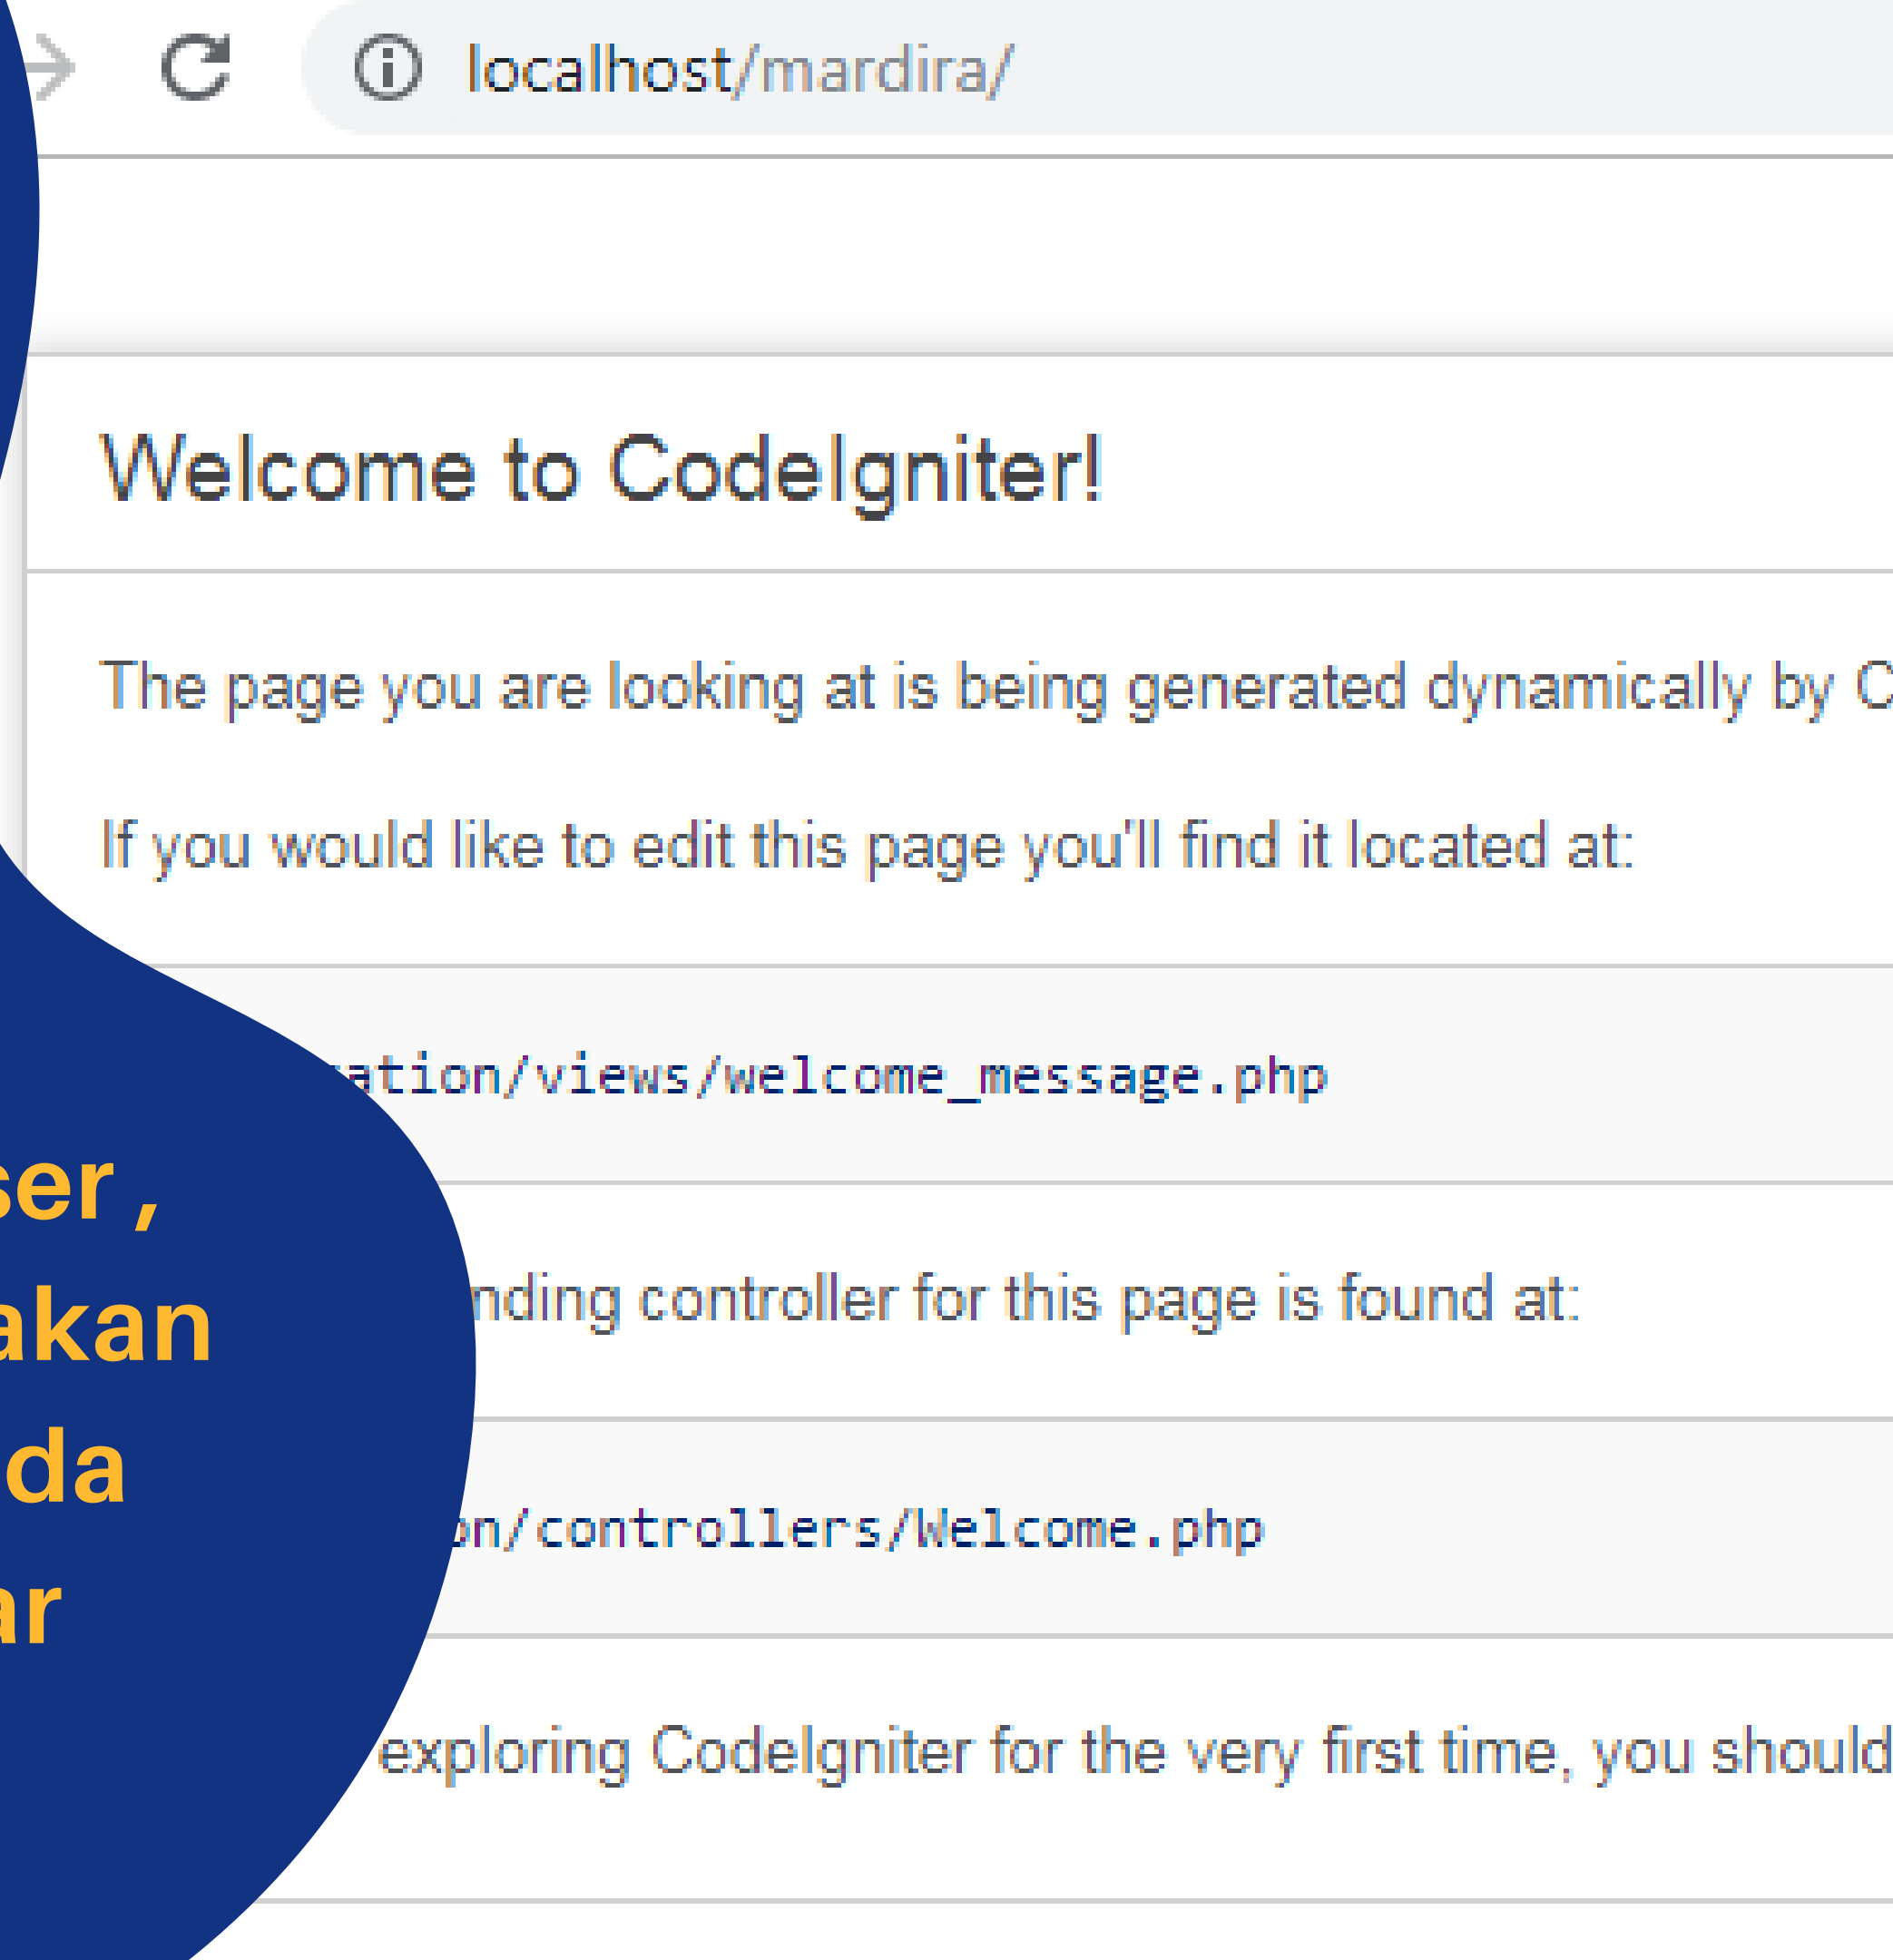 localhost/mardira/
Welcome to CodeIgniter!
The page you are looking at is being generated dynamically by
If you would like to edit this page you'll find it located at:
ation/views/welcome_message.php
ser,
akan
nding controller for this page is found at:
da
on/controllers/Welcome.php
ar
exploring CodeIgniter for the very first time, you should